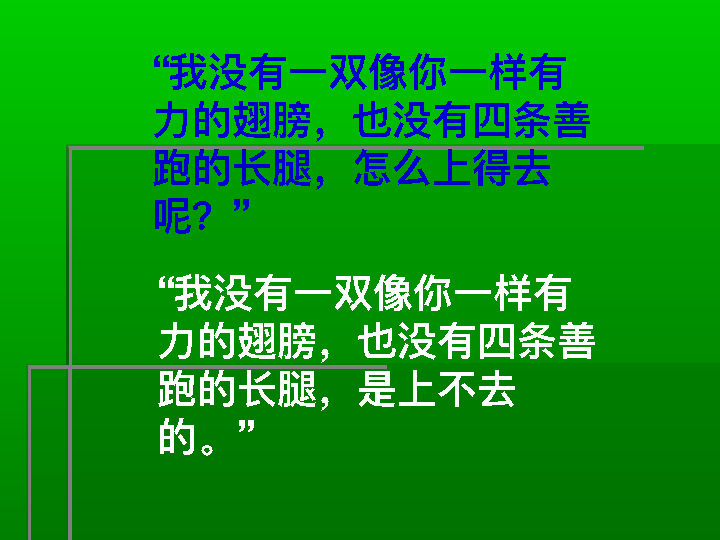 “我没有一双像你一样有
力的翅膀，也没有四条善
跑的长腿，怎么上得去
呢？”
“我没有一双像你一样有
力的翅膀，也没有四条善
跑的长腿，是上不去
的。”